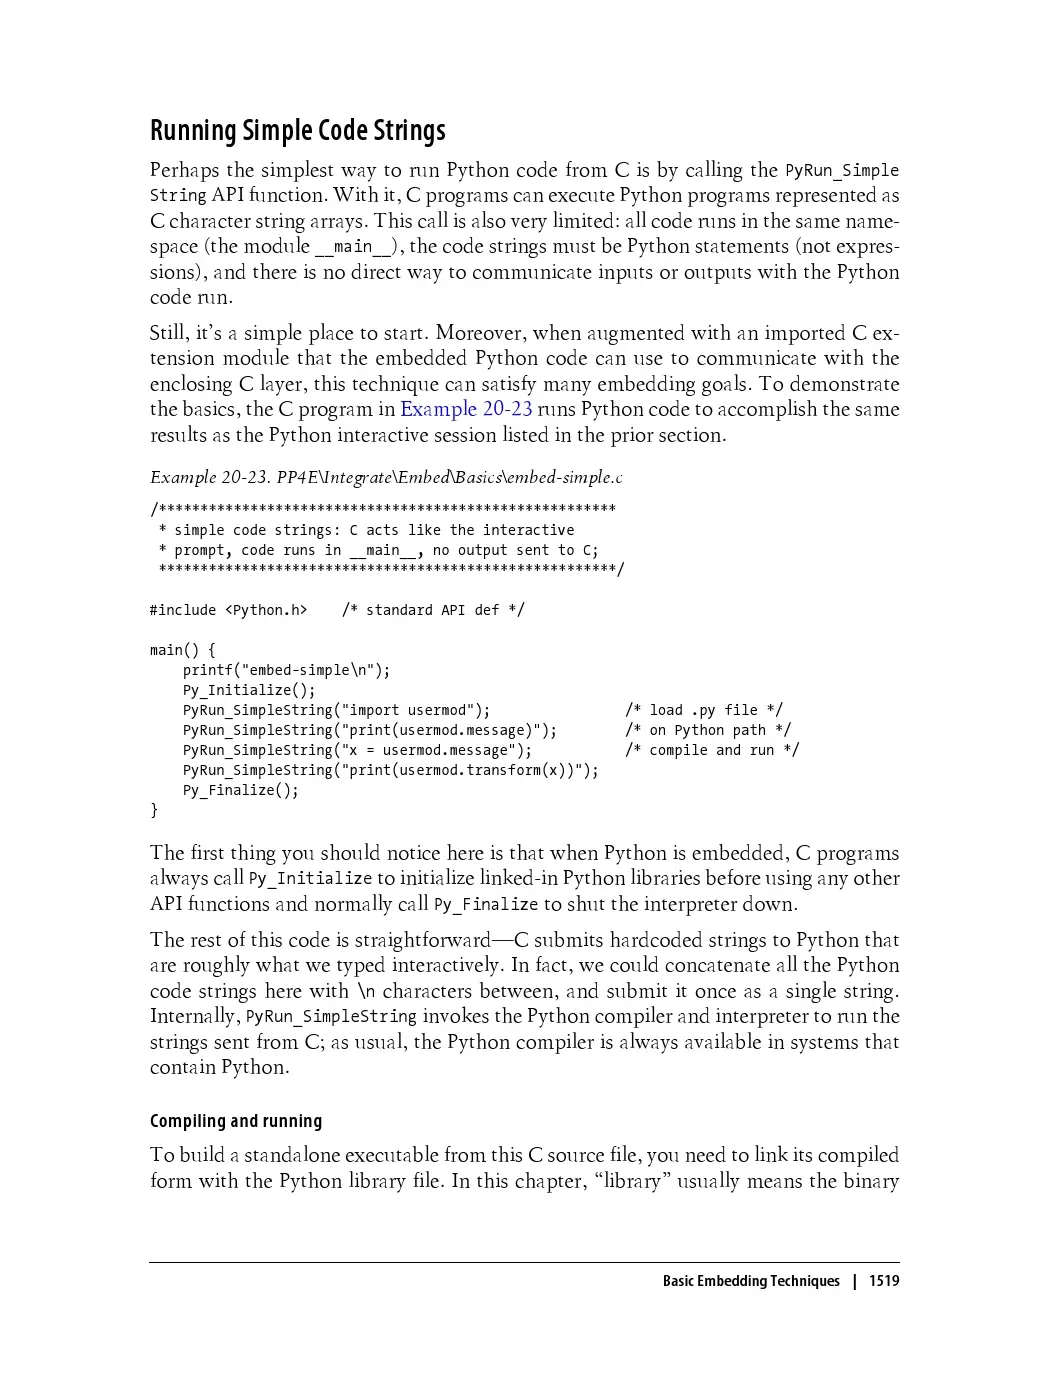 Running Simple Code Strings
Perhaps the simplest way to run Python code from C is by calling the PyRun_Simple
String API function. With it, C programs can execute Python programs represented as
C character string arrays. This call is also very limited: all code runs in the same name-
space (the module __main__), the code strings must be Python statements (not expres-
sions), and there is no direct way to communicate inputs or outputs with the Python
code run.
Still, it’s a simple place to start. Moreover, when augmented with an imported C ex-
tension module that the embedded Python code can use to communicate with the
enclosing C layer, this technique can satisfy many embedding goals. To demonstrate
the basics, the C program in Example 20-23 runs Python code to accomplish the same
results as the Python interactive session listed in the prior section.
Example 20-23. PP4E\Integrate\Embed\Basics\embed-simple.c
/*******************************************************
 * simple code strings: C acts like the interactive
 * prompt, code runs in __main__, no output sent to C;
 *******************************************************/
#include <Python.h>    /* standard API def */
main() {
    printf("embed-simple\n");
    Py_Initialize();
    PyRun_SimpleString("import usermod");                /* load .py file */
    PyRun_SimpleString("print(usermod.message)");        /* on Python path */
    PyRun_SimpleString("x = usermod.message");           /* compile and run */
    PyRun_SimpleString("print(usermod.transform(x))");
    Py_Finalize();
}
The first thing you should notice here is that when Python is embedded, C programs
always call Py_Initialize to initialize linked-in Python libraries before using any other
API functions and normally call Py_Finalize to shut the interpreter down.
The rest of this code is straightforward—C submits hardcoded strings to Python that
are roughly what we typed interactively. In fact, we could concatenate all the Python
code strings here with \n characters between, and submit it once as a single string.
Internally, PyRun_SimpleString invokes the Python compiler and interpreter to run the
strings sent from C; as usual, the Python compiler is always available in systems that
contain Python.
Compiling and running
To build a standalone executable from this C source file, you need to link its compiled
form with the Python library file. In this chapter, “library” usually means the binary
Basic Embedding Techniques | 1519